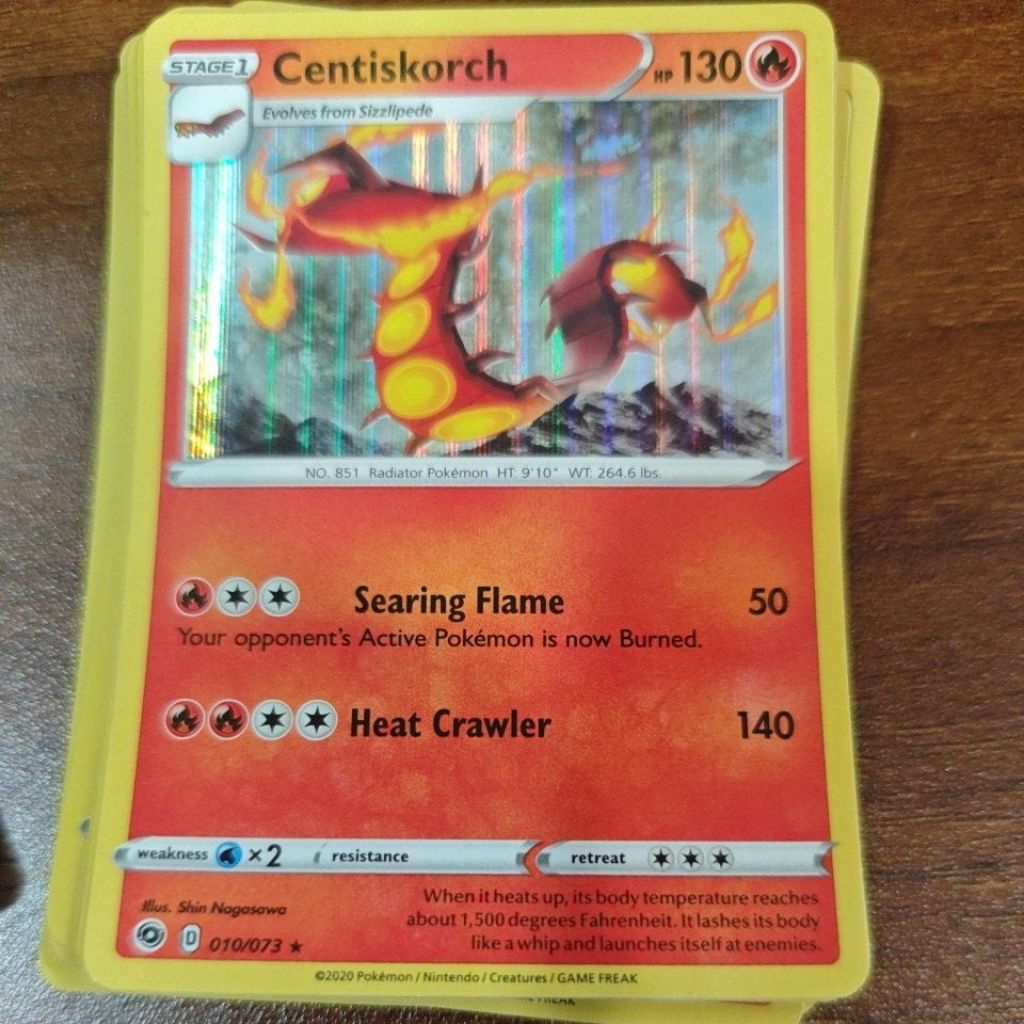 STAGE 1 Centiskorch HP 130
Evolves from Sizzlipede
NO. 851 Radiator Pokémon HT: 9'10" WT: 264.6 lbs.
Searing Flame 50
Your opponent's Active Pokémon is now Burned.
Heat Crawler 140
weakness ×2 resistance retreat
Illus. Shin Nagasawa
When it heats up, its body temperature reaches
about 1,500 degrees Fahrenheit. It lashes its body
like a whip and launches itself at enemies.
D 010/073 ★
©2020 Pokémon / Nintendo / Creatures / GAME FREAK
FREAK